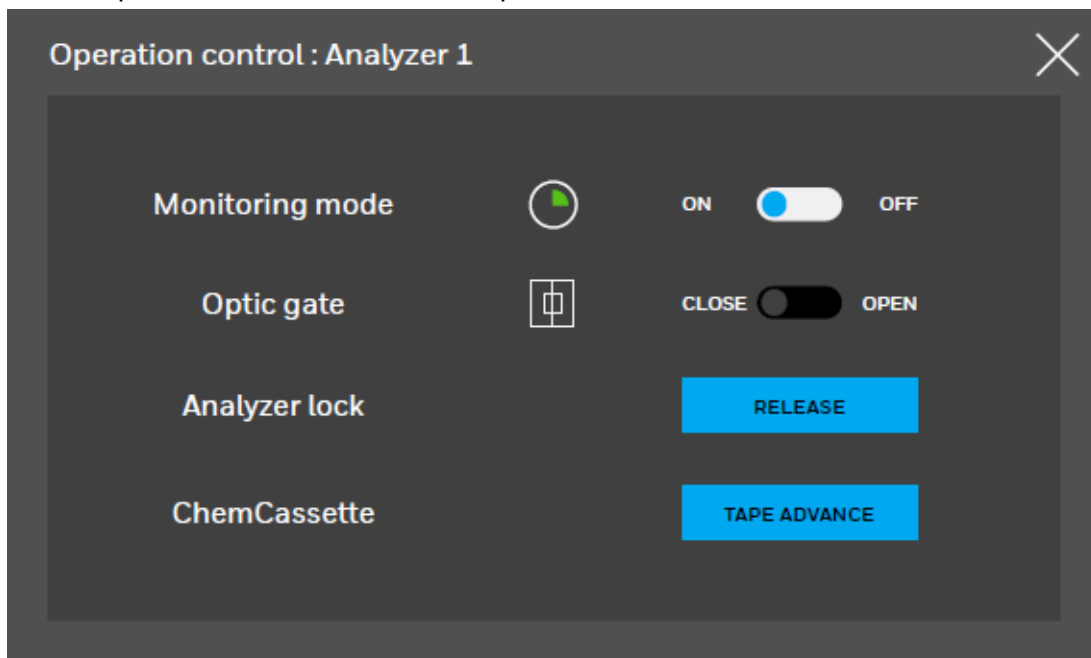 Operation control : Analyzer 1
Monitoring mode ON OFF
Optic gate CLOSE OPEN
Analyzer lock RELEASE
ChemCassette TAPE ADVANCE